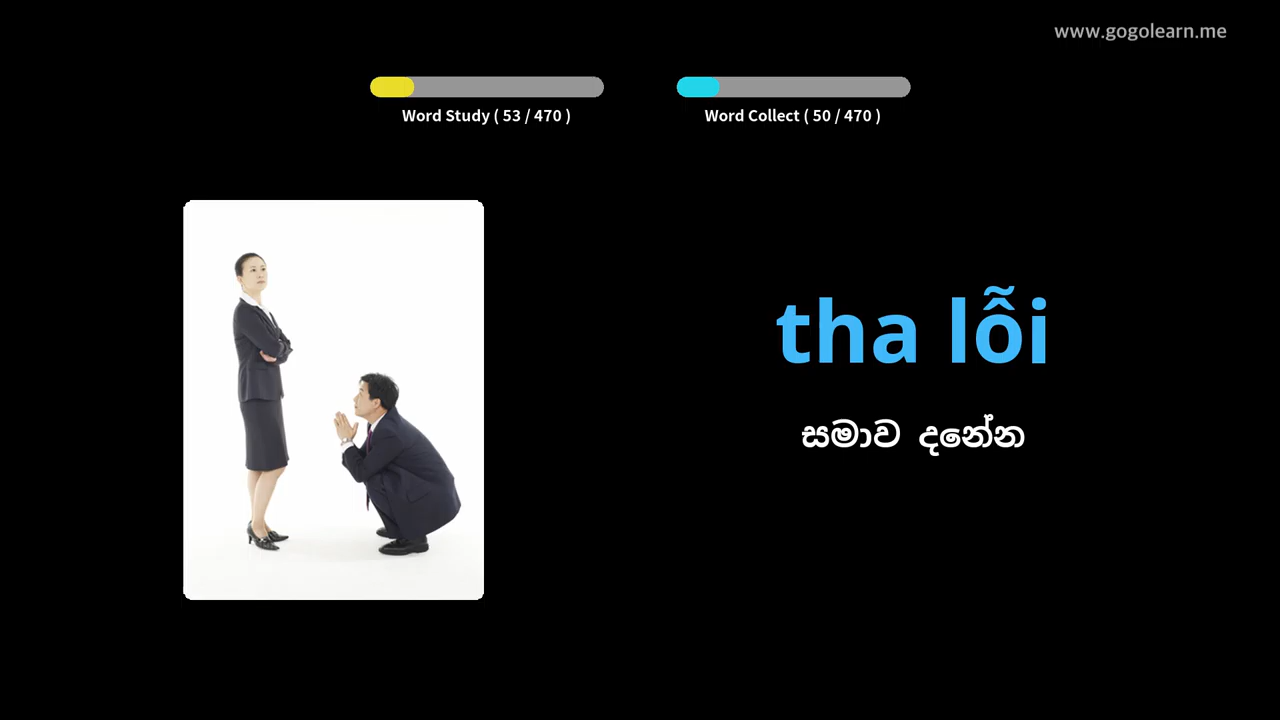 www.gogolearn.me
Word Study ( 53 / 470 )
Word Collect ( 50 / 470 )
tha lỗi
සමාව දෙන්න